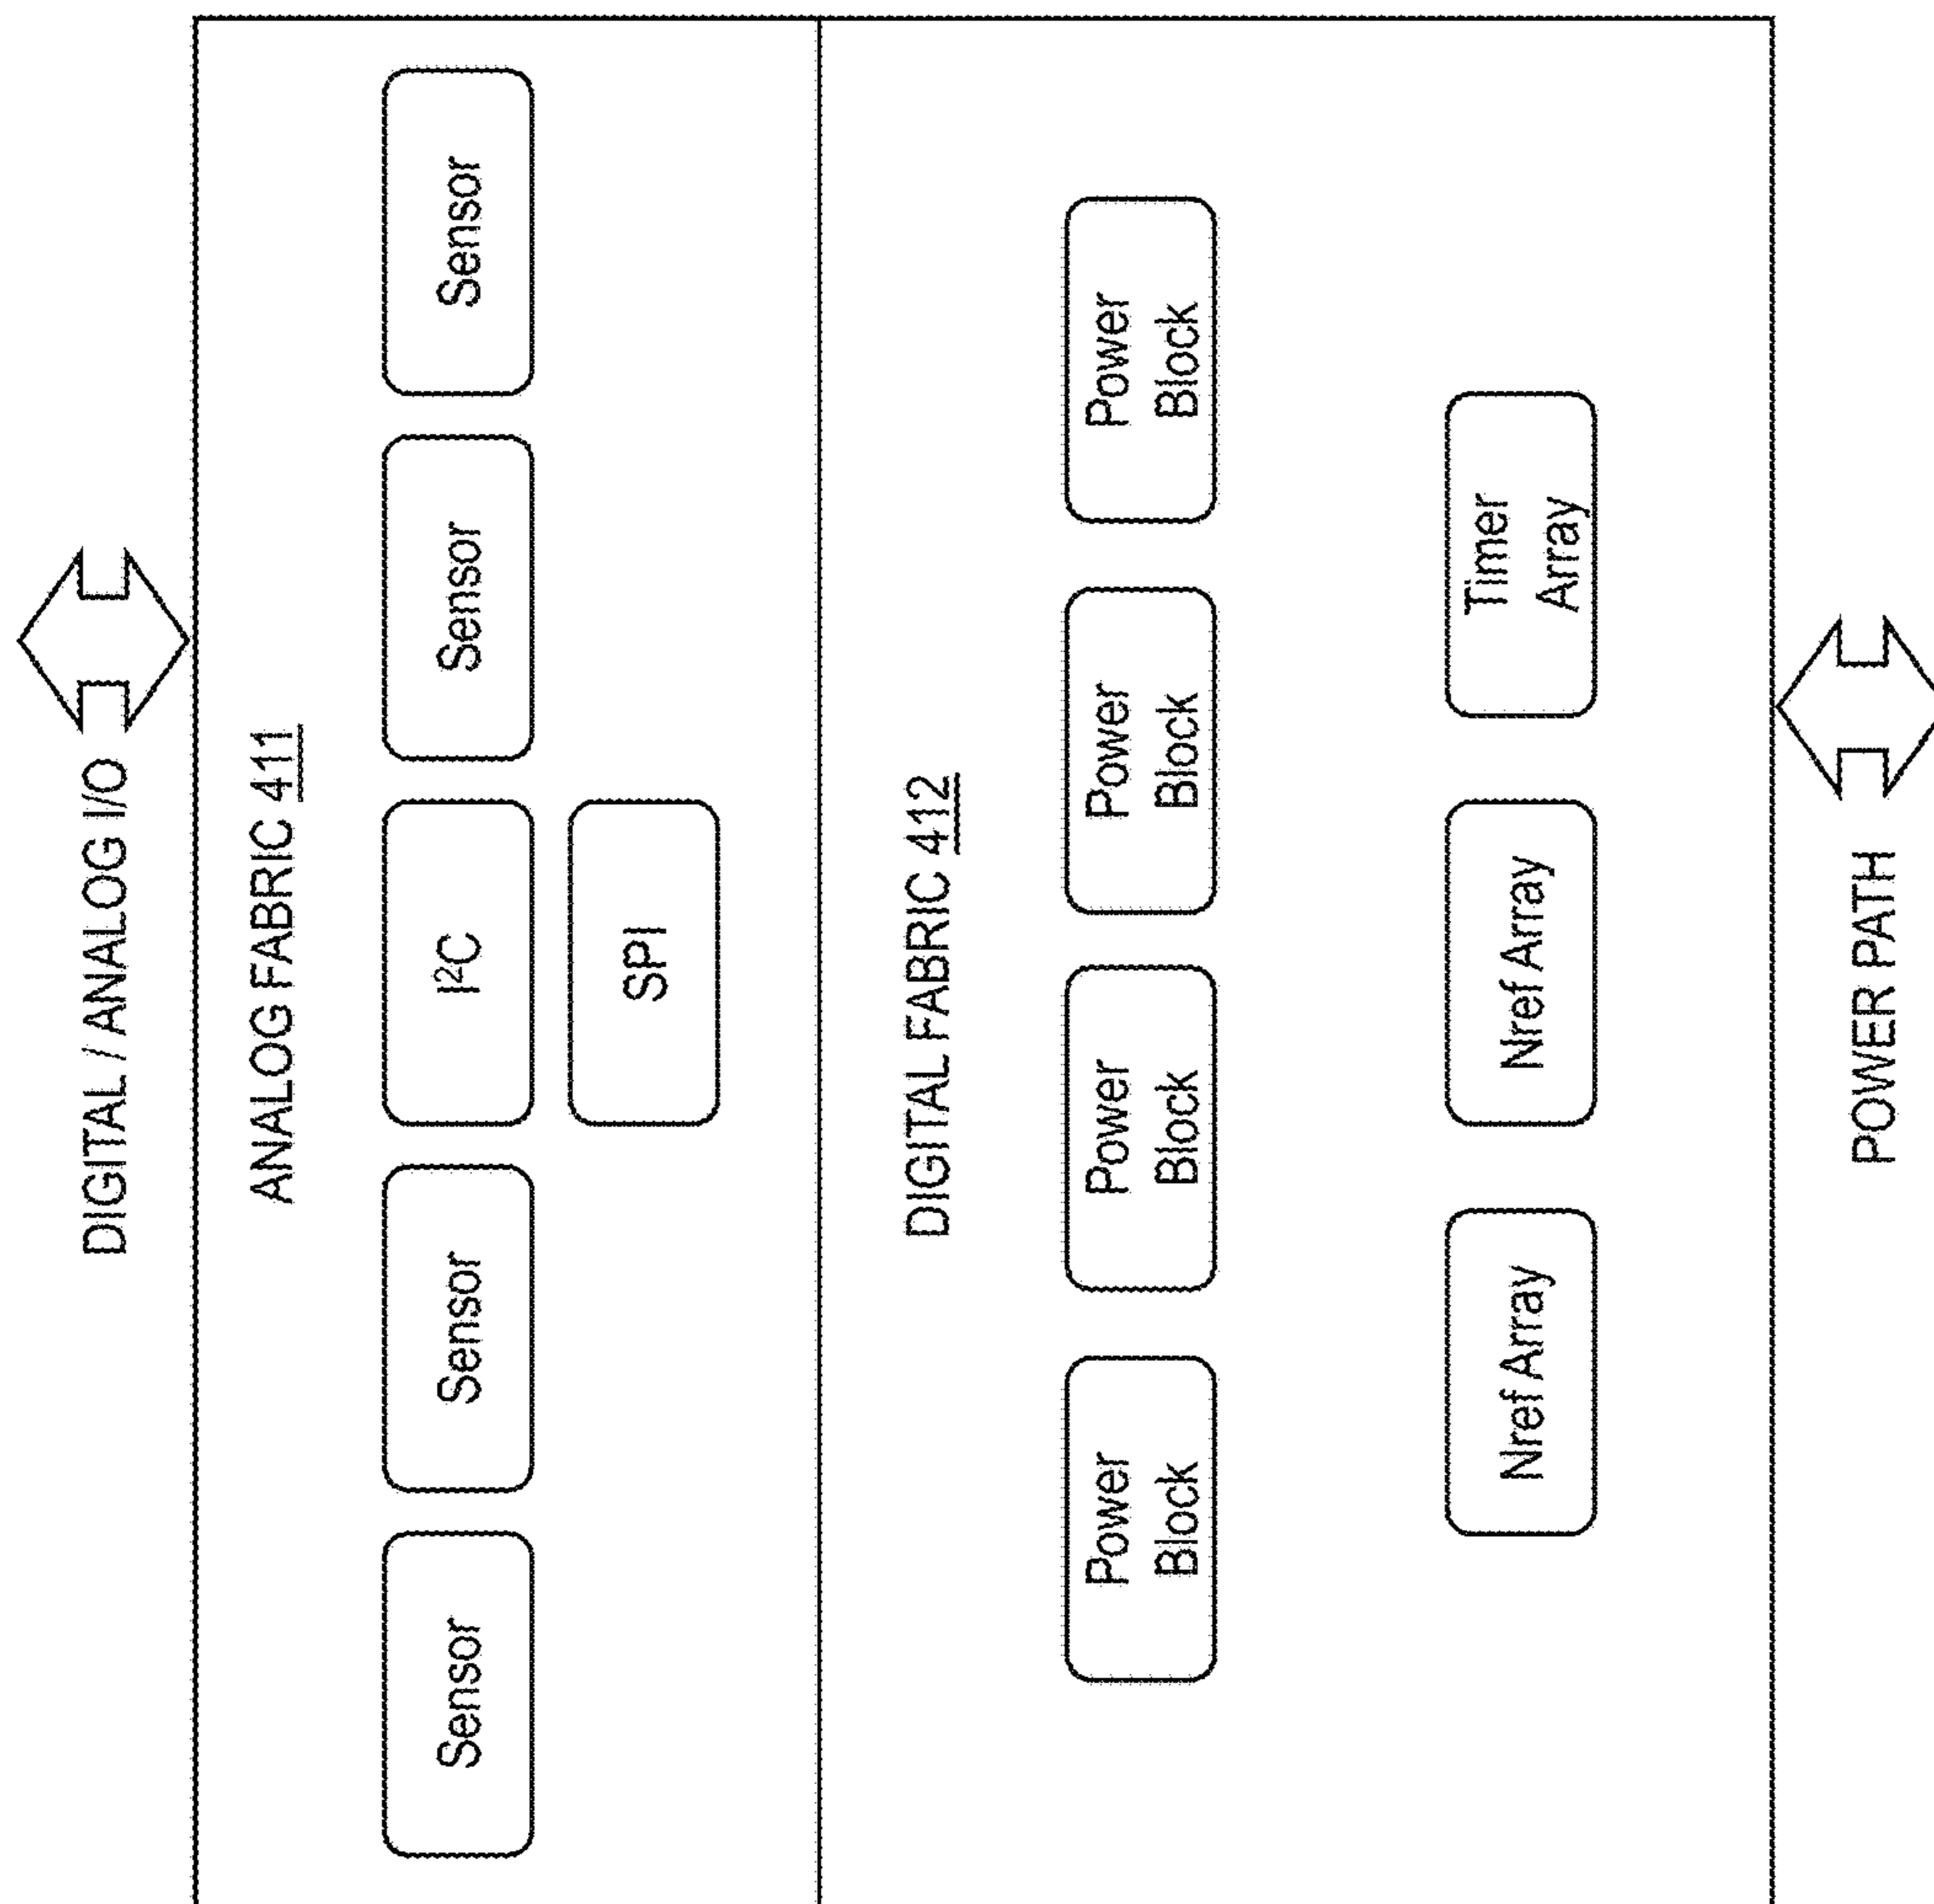 DIGITAL / ANALOG I/O
ANALOG FABRIC 411
Sensor
Sensor
I²C
Sensor
Sensor
SPI
DIGITAL FABRIC 412
Power
Block
Power
Block
Power
Block
Power
Block
Nref Array
Nref Array
Timer
Array
POWER PATH